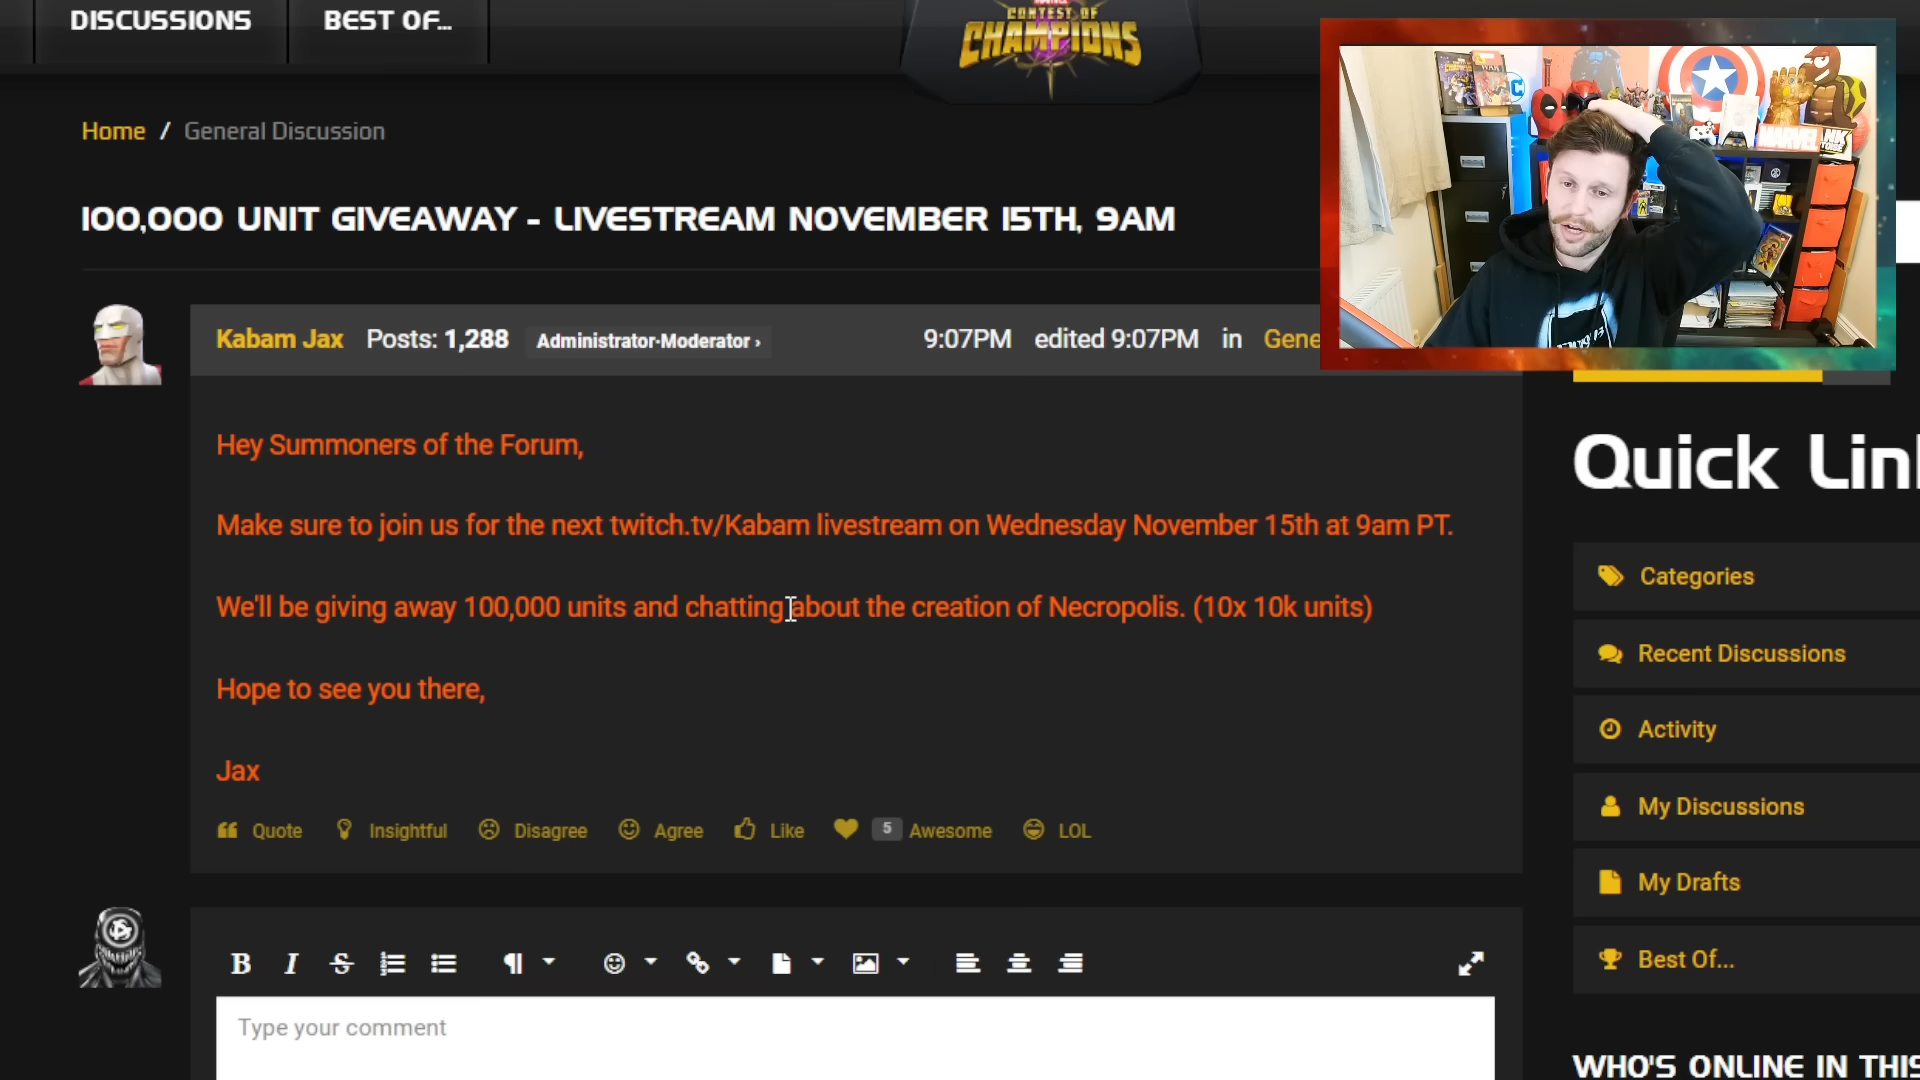 DISCUSSIONS
BEST OF...
CONTEST OF
CHAMPIONS
Home / General Discussion
100,000 UNIT GIVEAWAY - LIVESTREAM NOVEMBER 15TH, 9AM
Kabam Jax Posts: 1,288 Administrator-Moderator › 9:07PM edited 9:07PM in Gene
Hey Summoners of the Forum,
Make sure to join us for the next twitch.tv/Kabam livestream on Wednesday November 15th at 9am PT.
We'll be giving away 100,000 units and chatting about the creation of Necropolis. (10x 10k units)
Hope to see you there,
Jax
Quote Insightful Disagree Agree Like 5 Awesome LOL
Type your comment
Quick Lin
Categories
Recent Discussions
Activity
My Discussions
My Drafts
Best Of...
WHO'S ONLINE IN THIS
MARVEL